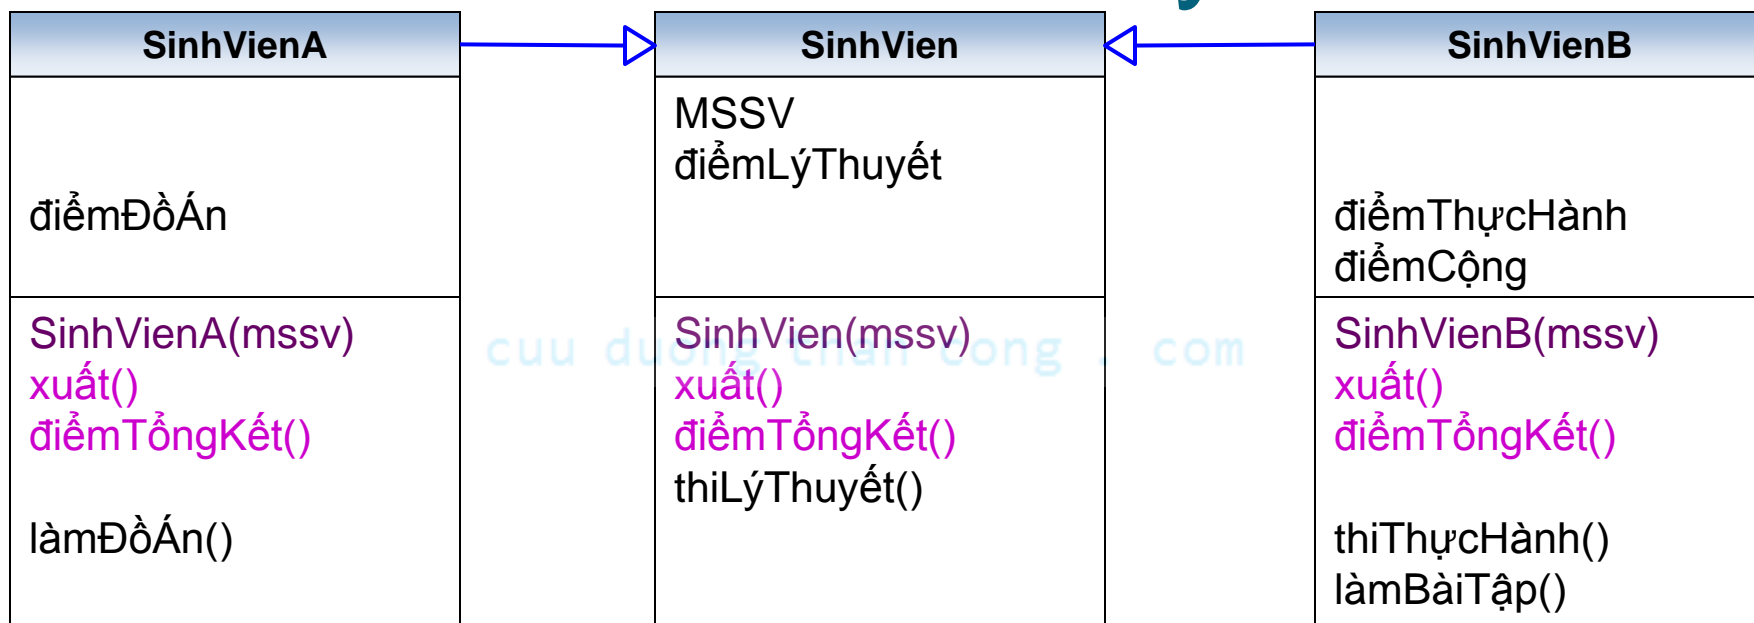 SinhVienA
điểmĐồÁn
SinhVienA(mssv)
xuất()
điểmTổngKết()
làmĐồÁn()
SinhVien
MSSV
điểmLýThuyết
SinhVien(mssv)
xuất()
điểmTổngKết()
thiLýThuyết()
SinhVienB
điểmThựcHành
điểmCộng
SinhVienB(mssv)
xuất()
điểmTổngKết()
thiThựcHành()
làmBàiTập()
cuu duong than cong . com